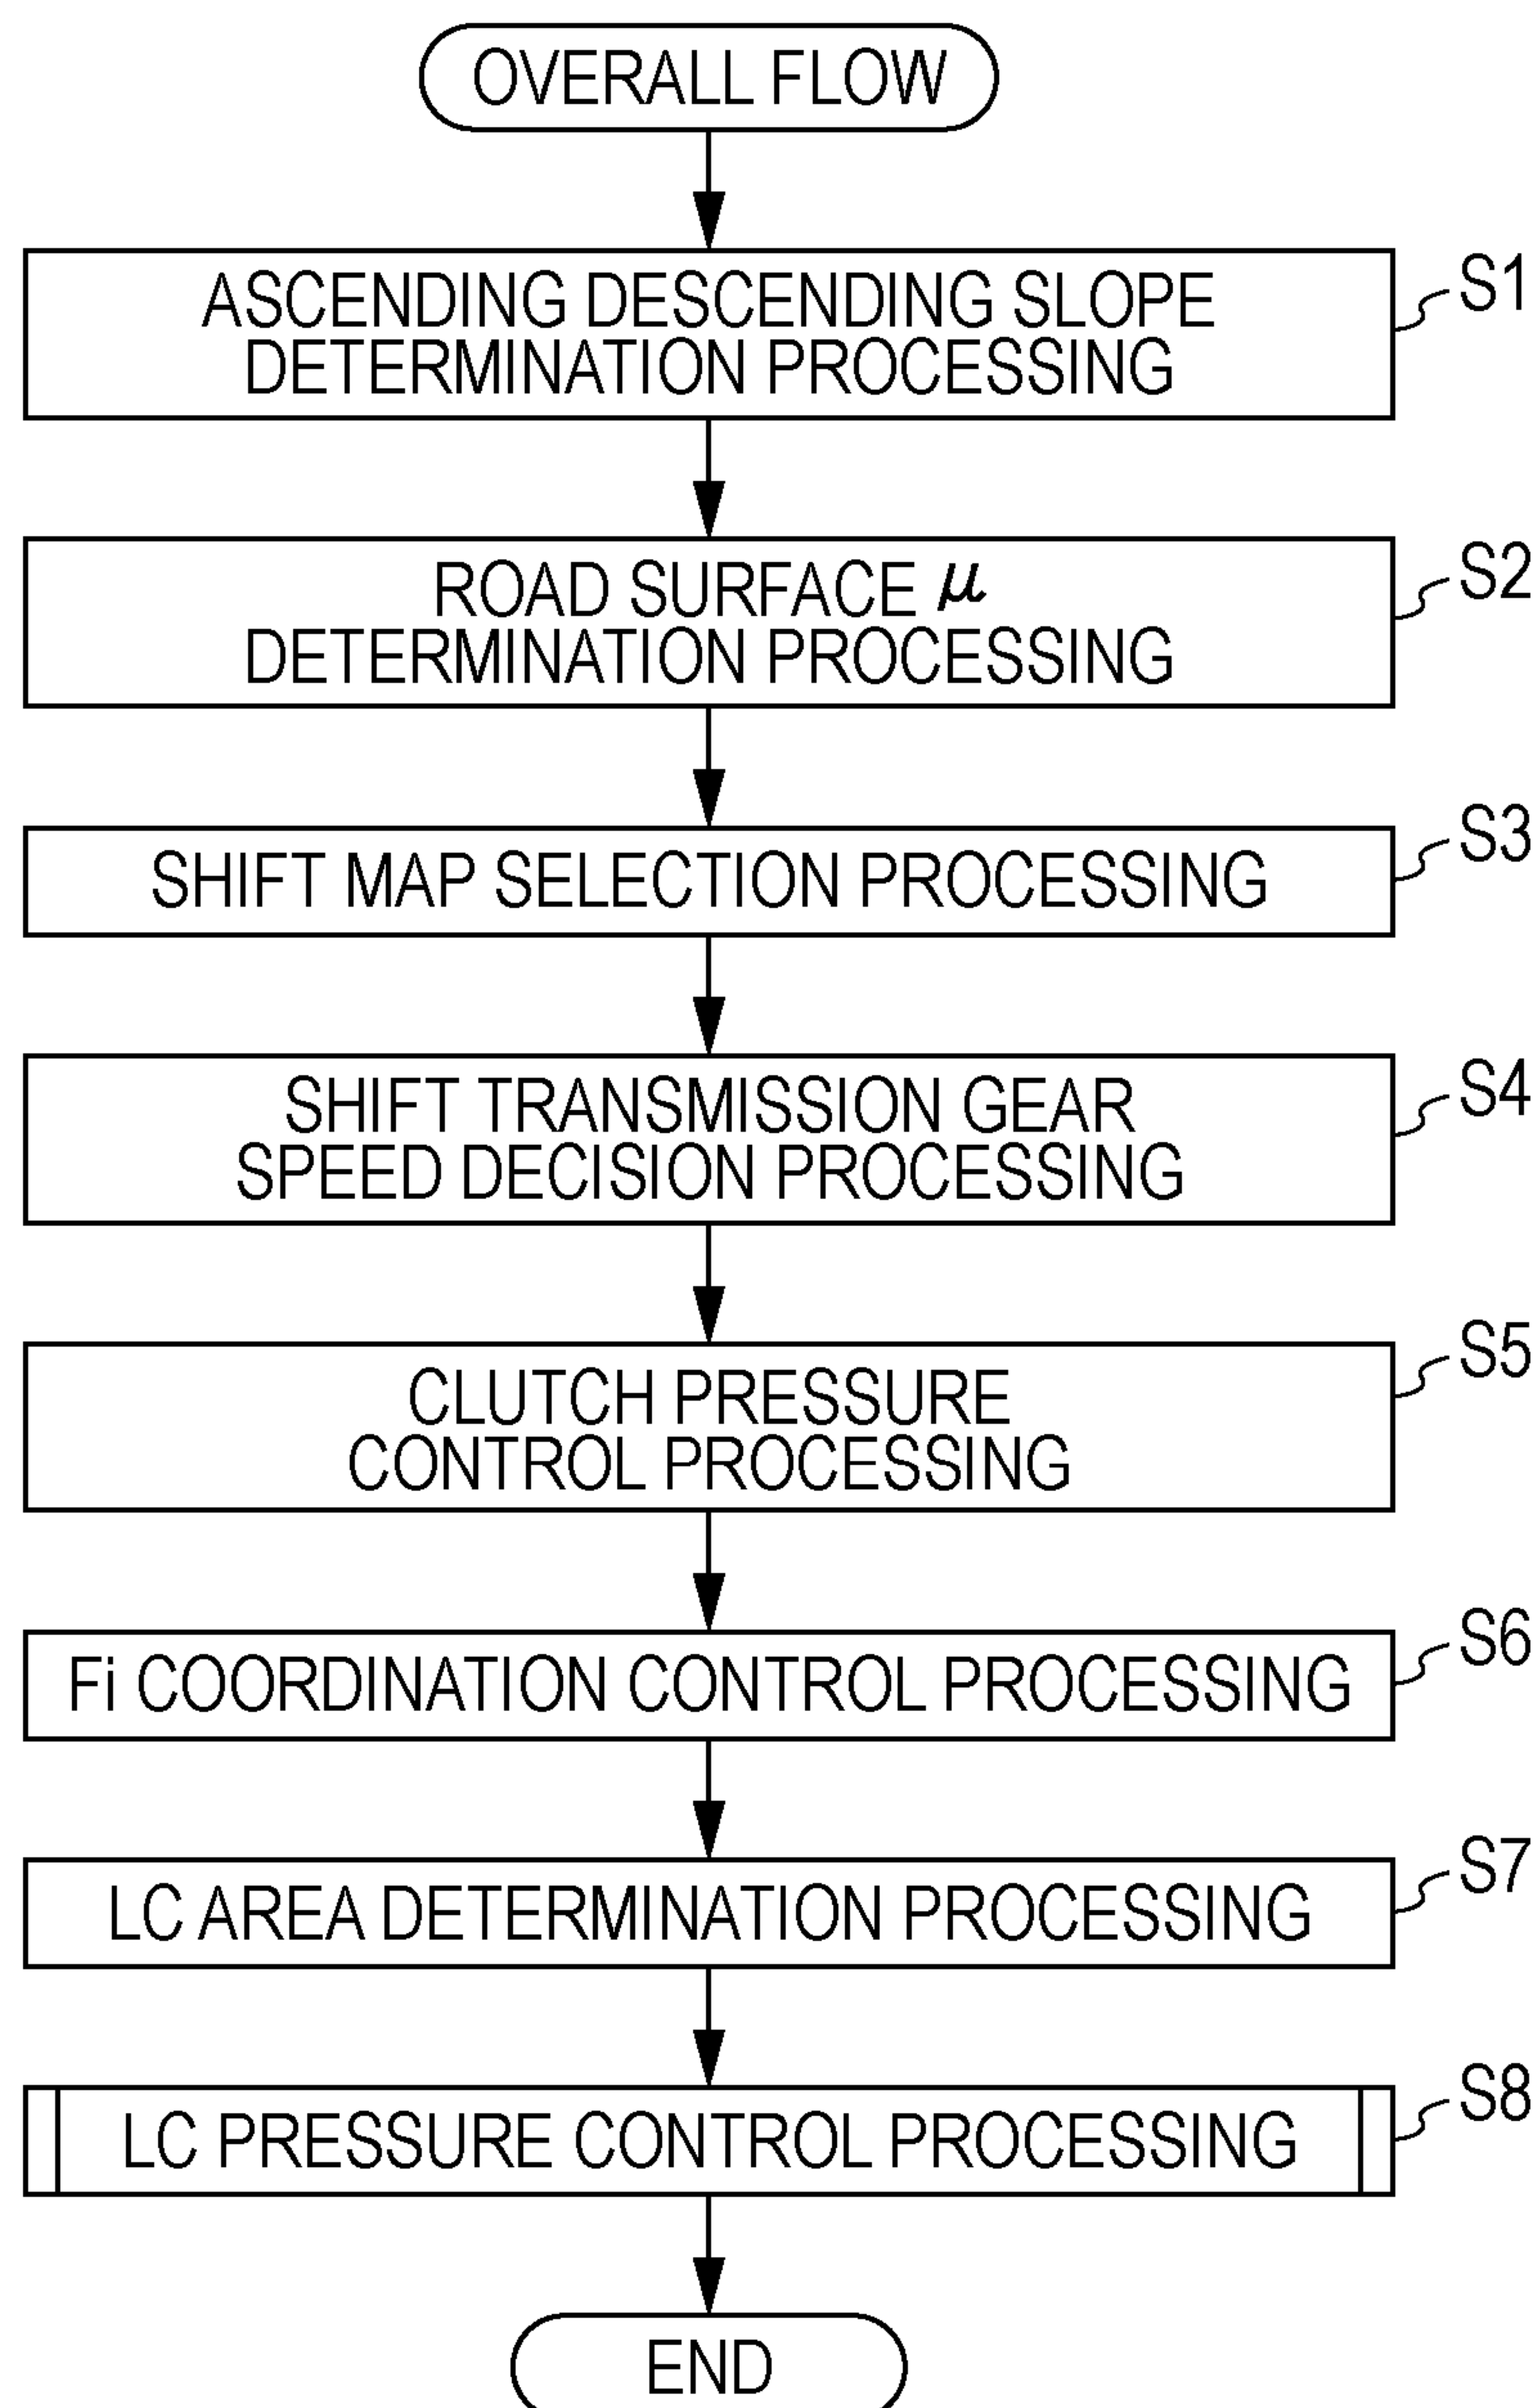 OVERALL FLOW
ASCENDING DESCENDING SLOPE
DETERMINATION PROCESSING
S1
ROAD SURFACE μ
DETERMINATION PROCESSING
S2
SHIFT MAP SELECTION PROCESSING
S3
SHIFT TRANSMISSION GEAR
SPEED DECISION PROCESSING
S4
CLUTCH PRESSURE
CONTROL PROCESSING
S5
Fi COORDINATION CONTROL PROCESSING
S6
LC AREA DETERMINATION PROCESSING
S7
LC PRESSURE CONTROL PROCESSING
S8
END